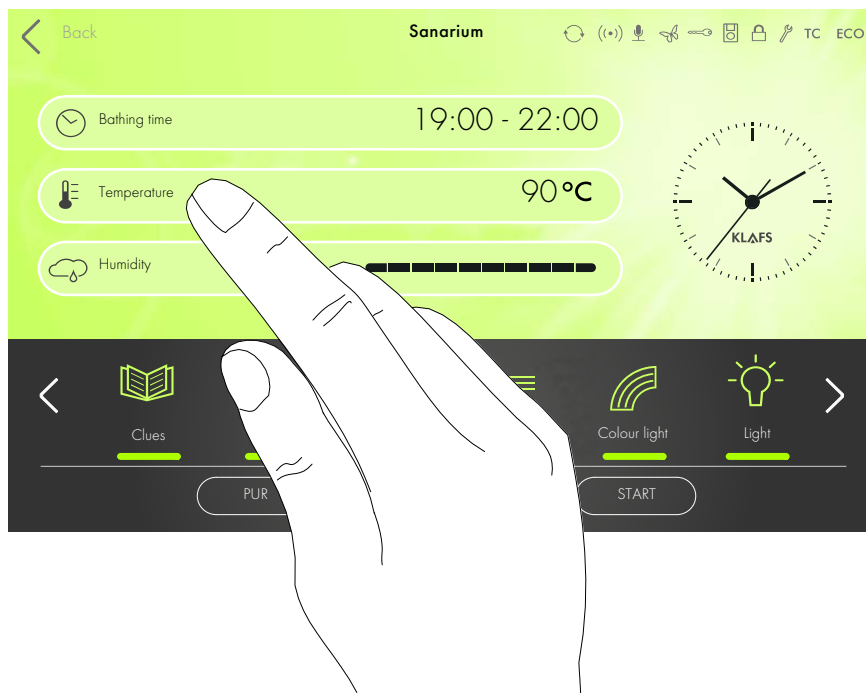 Back
Sanarium
TC ECO
Bathing time 19:00 - 22:00
Temperature 90 °C
Humidity
KLAFS
Clues
Colour light
Light
PUR
START